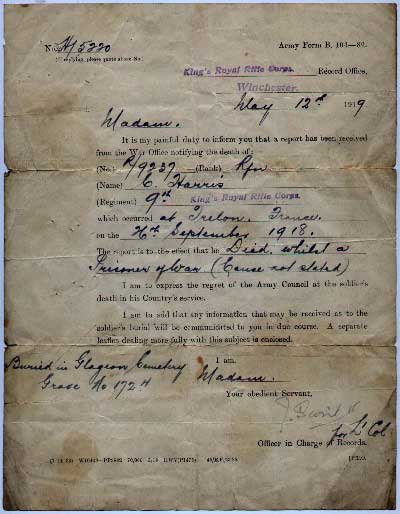 No. H/5220 Army Form B. 104—82.
(If replying, please quote above No.)
King's Royal Rifle Corps. Record Office,
Winchester.
May 12th 1919
Madam.
It is my painful duty to inform you that a report has been received
from the War Office notifying the death of:—
(No.) R/9237 (Rank) Rfn
(Name) C. Harris
(Regiment) 9th King's Royal Rifle Corps.
which occurred at Trelon, France.
on the 26th September 1918.
The report is to the effect that he Died, whilst a
Prisoner of War (Cause not stated)
I am to express the regret of the Army Council at the soldier's
death in his Country's service.
I am to add that any information that may be received as to the
soldier's burial will be communicated to you in due course. A separate
leaflet dealing more fully with this subject is enclosed.
Buried in Glageon Cemetery
Grave No 172
I am,
Madam.
Your obedient Servant,
for Lt Col
Officer in Charge of Records.